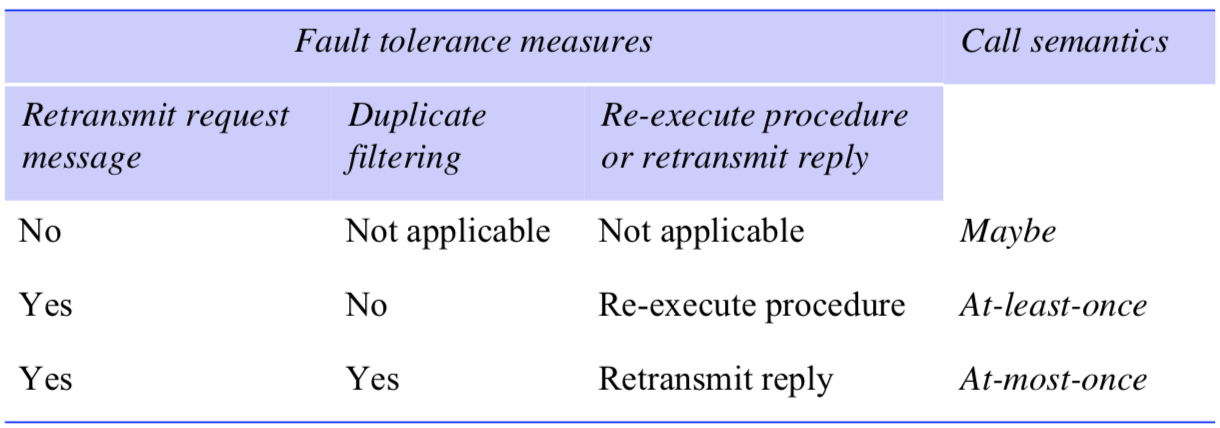 Fault tolerance measures Call semantics
Retransmit request Duplicate Re-execute procedure
message filtering or retransmit reply
No Not applicable Not applicable Maybe
Yes No Re-execute procedure At-least-once
Yes Yes Retransmit reply At-most-once